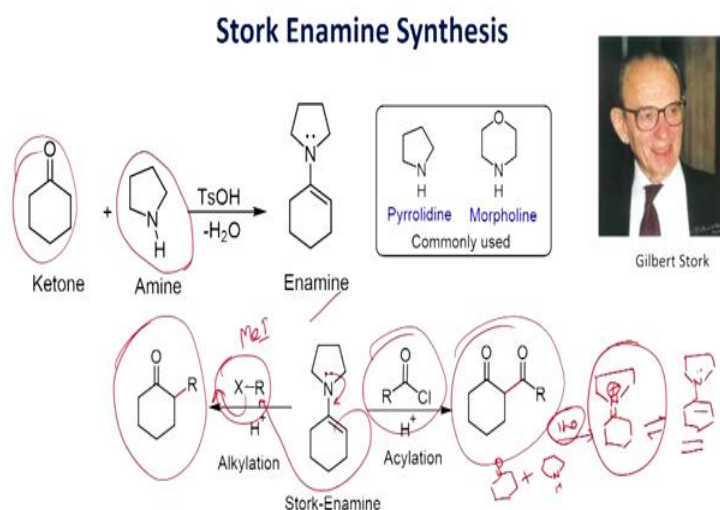 Stork Enamine Synthesis
O
+
N
H
TsOH
-H₂O
N
O
N
H
N
H
Pyrrolidine Morpholine
Commonly used
Ketone
Amine
Enamine
Gilbert Stork
O
R
MeI
X-R
H⁺
Alkylation
N
Stork-Enamine
O
R Cl
H⁺
Acylation
O O
R
H₂O
N
N
O
+
N
H